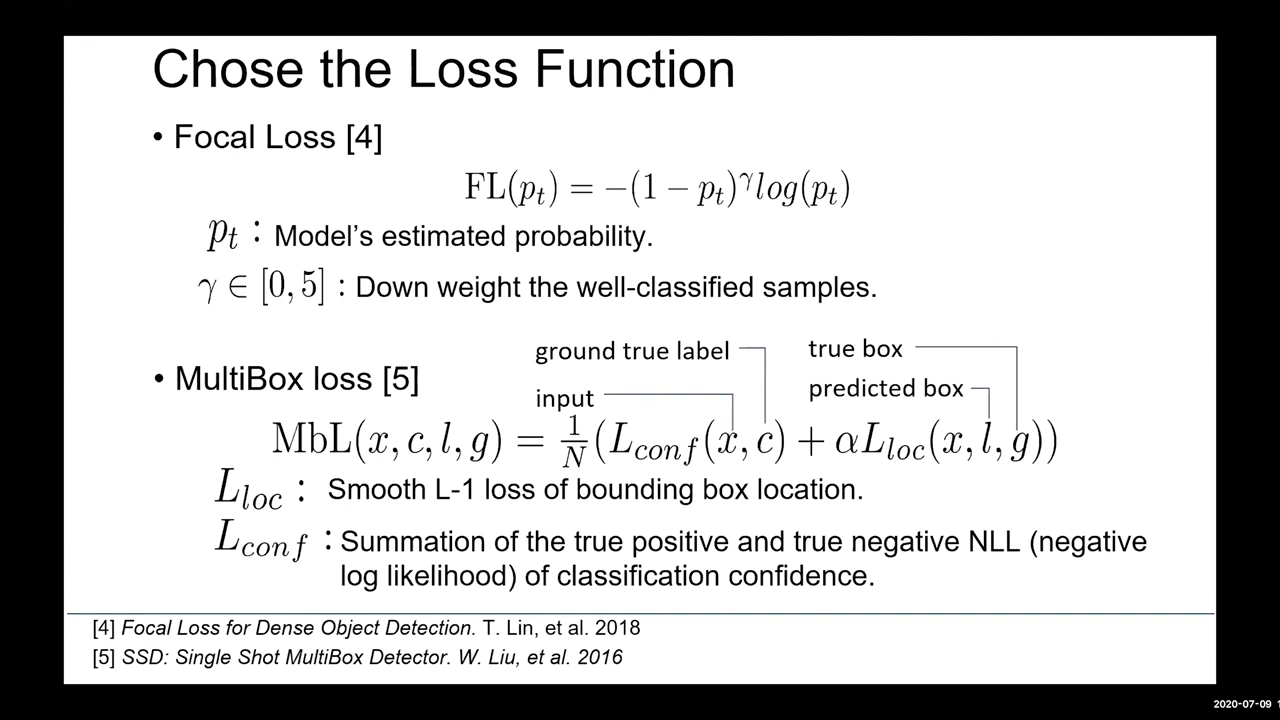 Chose the Loss Function
• Focal Loss [4]
FL(p_t) = −(1 − p_t)^γ log(p_t)
p_t : Model's estimated probability.
γ ∈ [0, 5] : Down weight the well-classified samples.
ground true label
true box
• MultiBox loss [5]
predicted box
input
MbL(x, c, l, g) = 1/N (L_conf(x, c) + αL_loc(x, l, g))
L_loc : Smooth L-1 loss of bounding box location.
L_conf : Summation of the true positive and true negative NLL (negative
log likelihood) of classification confidence.
[4] Focal Loss for Dense Object Detection. T. Lin, et al. 2018
[5] SSD: Single Shot MultiBox Detector. W. Liu, et al. 2016
2020-07-09